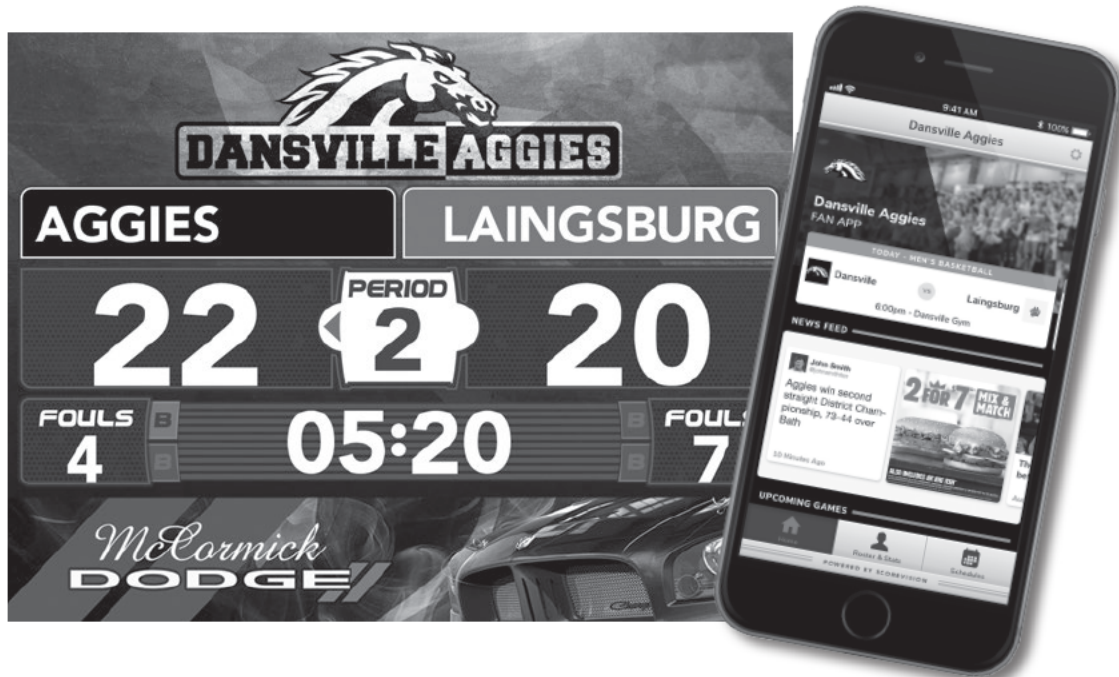 DANSVILLE AGGIES
AGGIES
LAINGSBURG
22
PERIOD
2
20
FOULS
4
B
B
05:20
B
B
FOULS
7
McCormick
DODGE
9:41 AM
100%
Dansville Aggies
Dansville Aggies
FAN APP
TODAY - MEN'S BASKETBALL
Dansville
VS
Laingsburg
6:00pm - Dansville Gym
NEWS FEED
John Smith
Aggies win second
straight District Cham-
pionship, 73-44 over
Bath
10 Minutes Ago
2 FOR 7
MIX &
MATCH
UPCOMING GAMES
Home
Roster & Stats
Schedules
POWERED BY SCOREVISION